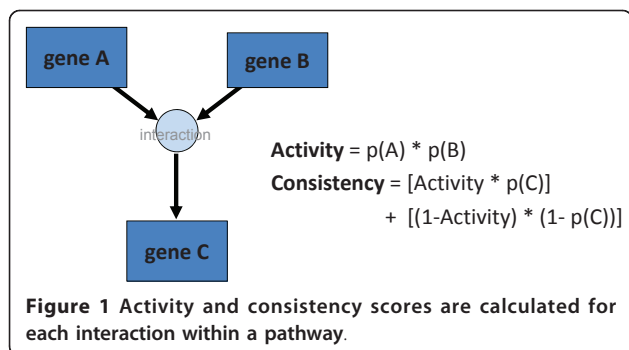 gene A
gene B
interaction
gene C
Activity = p(A) * p(B)
Consistency = [Activity * p(C)]
+ [(1-Activity) * (1- p(C))]
Figure 1 Activity and consistency scores are calculated for
each interaction within a pathway.